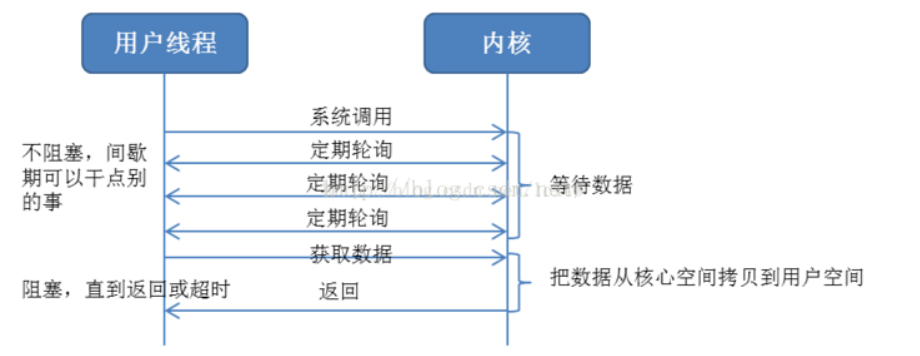 用户线程
内核
系统调用
定期轮询
定期轮询
定期轮询
获取数据
返回
不阻塞，间歇
期可以干点别
的事
等待数据
阻塞，直到返回或超时
把数据从核心空间拷贝到用户空间